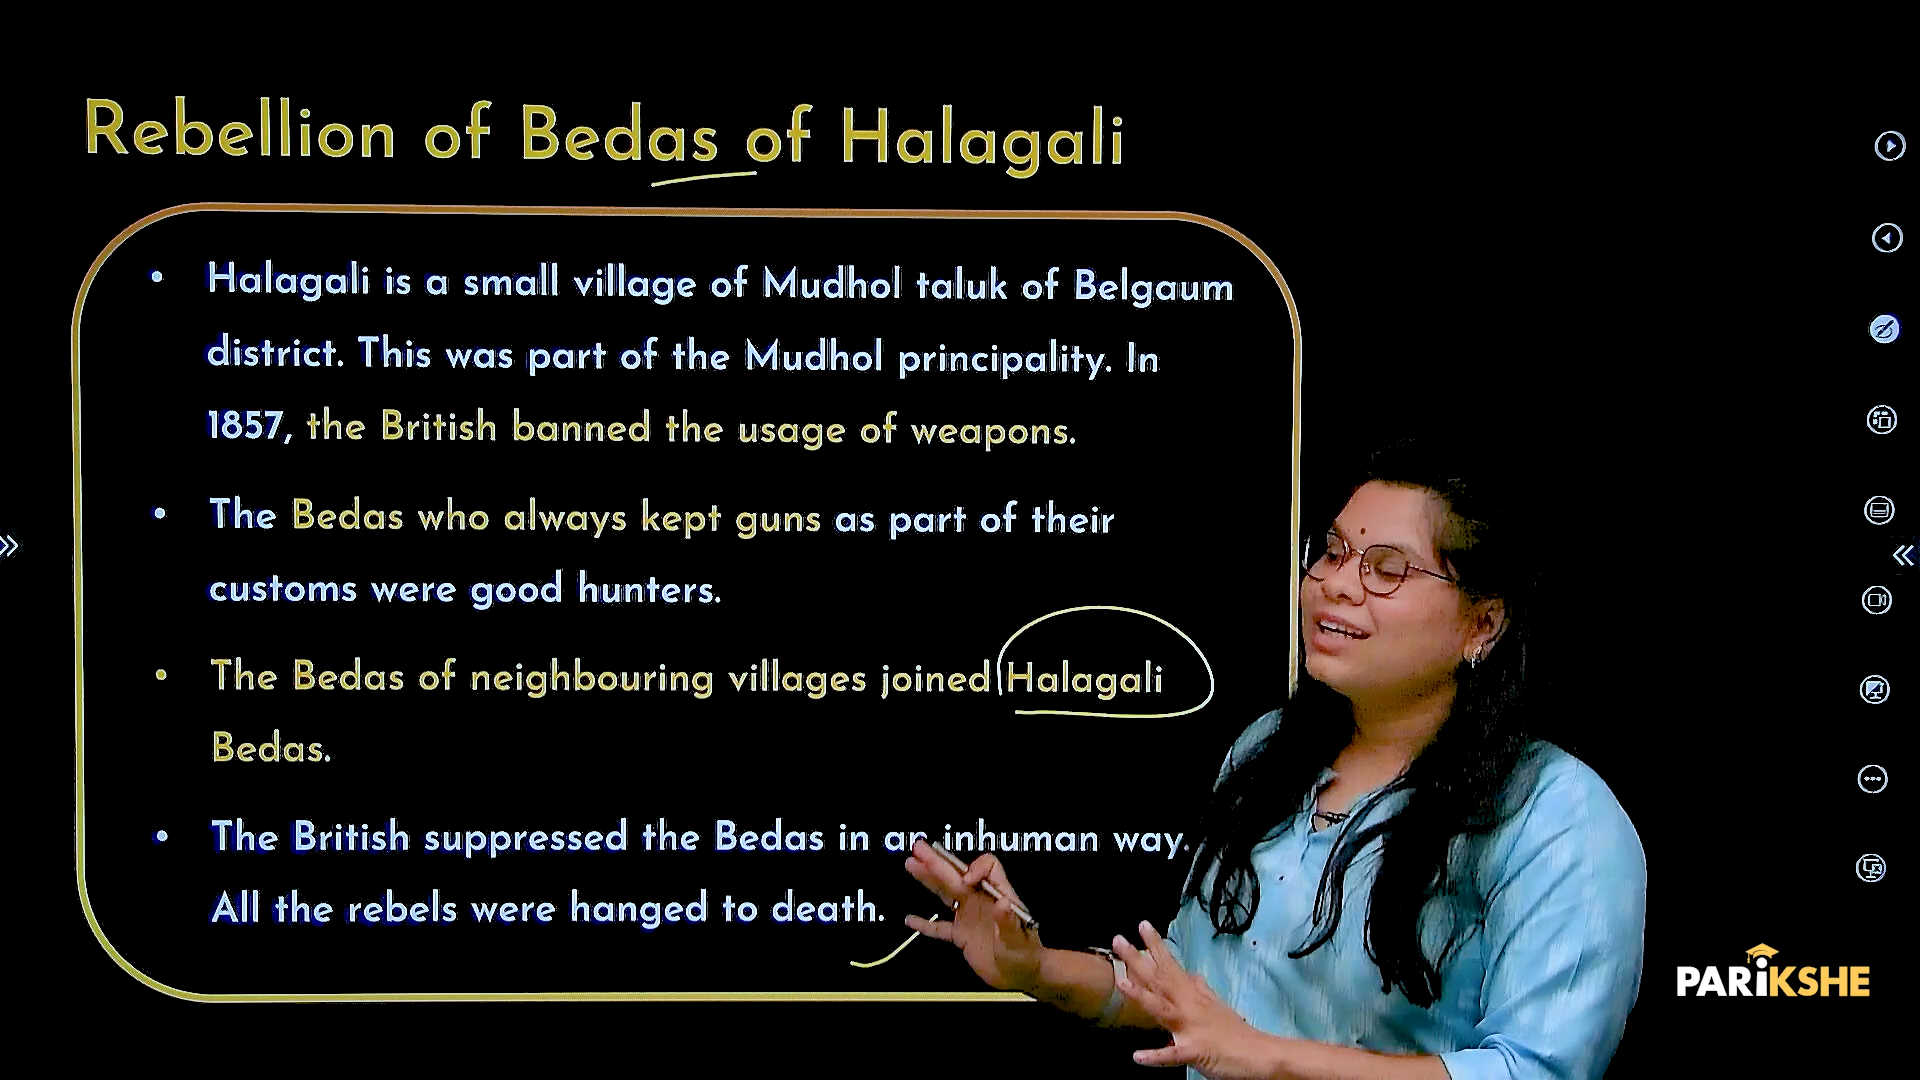 Rebellion of Bedas of Halagali
• Halagali is a small village of Mudhol taluk of Belgaum
district. This was part of the Mudhol principality. In
1857, the British banned the usage of weapons.
• The Bedas who always kept guns as part of their
customs were good hunters.
• The Bedas of neighbouring villages joined Halagali
Bedas.
• The British suppressed the Bedas in an inhuman way.
All the rebels were hanged to death.
PARiKSHE